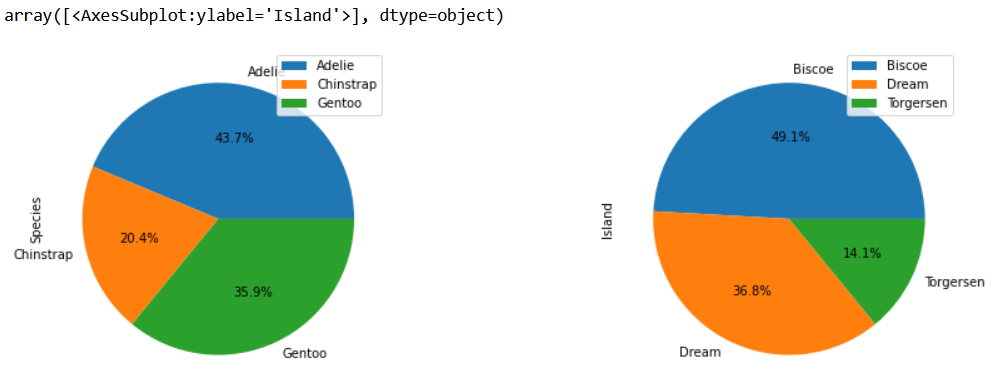 array([<AxesSubplot:ylabel='Island'>], dtype=object)
Adelie
Adelie
Chinstrap
Gentoo
43.7%
Species
Chinstrap
20.4%
35.9%
Gentoo
Biscoe
Biscoe
Dream
Torgersen
49.1%
Island
14.1%
36.8%
Torgersen
Dream